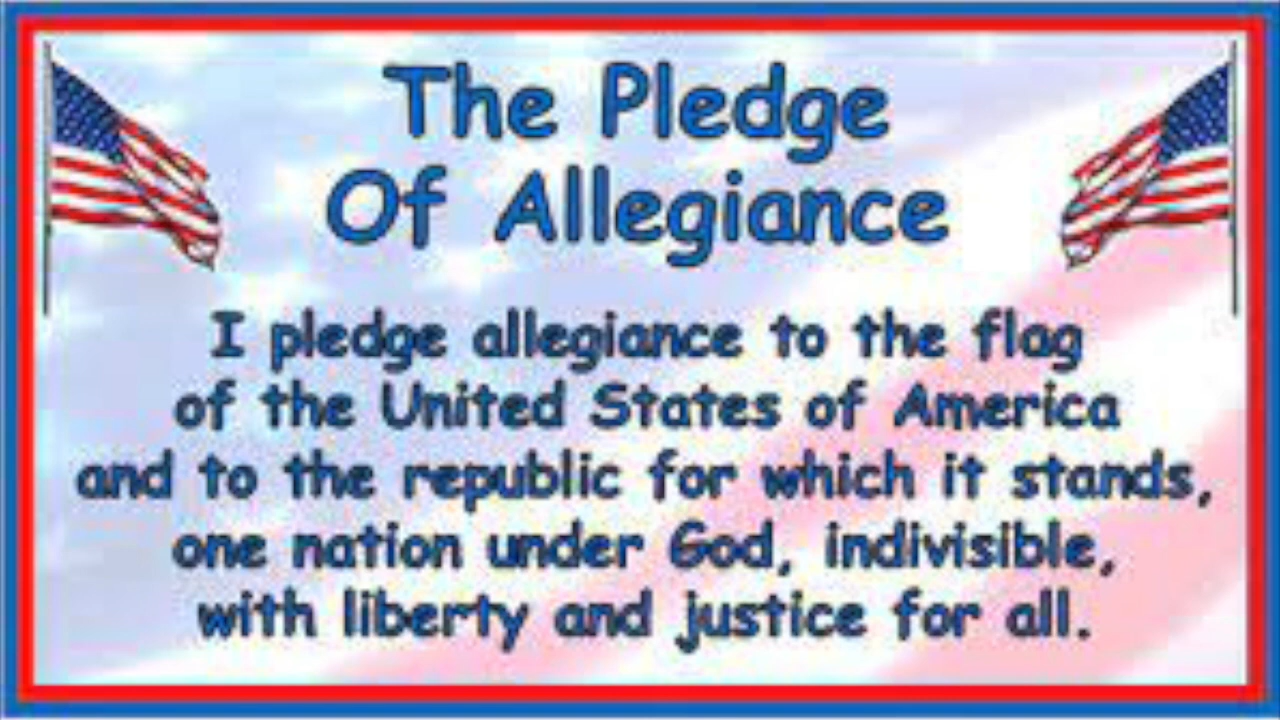 The Pledge
Of Allegiance
I pledge allegiance to the flag
of the United States of America
and to the republic for which it stands,
one nation under God, indivisible,
with liberty and justice for all.